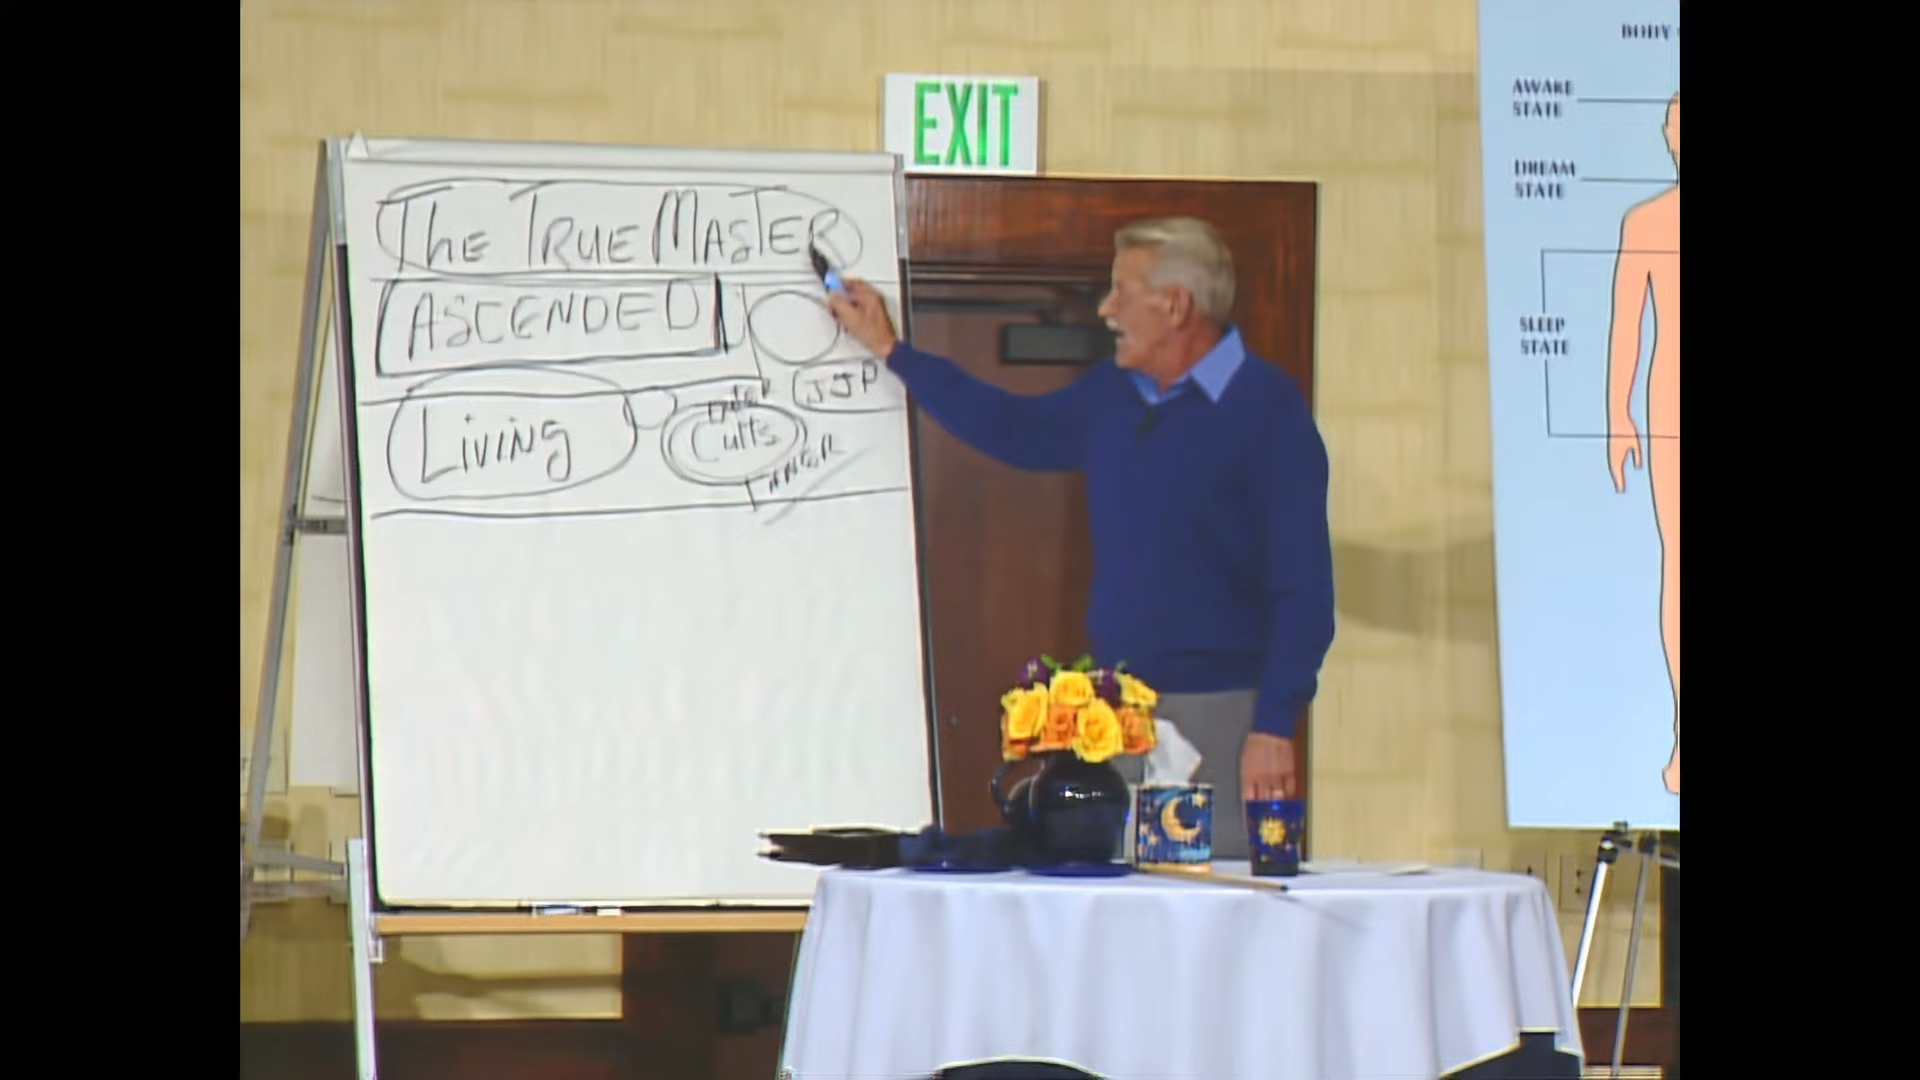 EXIT
The TRUE MASTER
ASCENDED
JJP
Living
Cults
INNER
BODY
AWAKE
STATE
DREAM
STATE
SLEEP
STATE